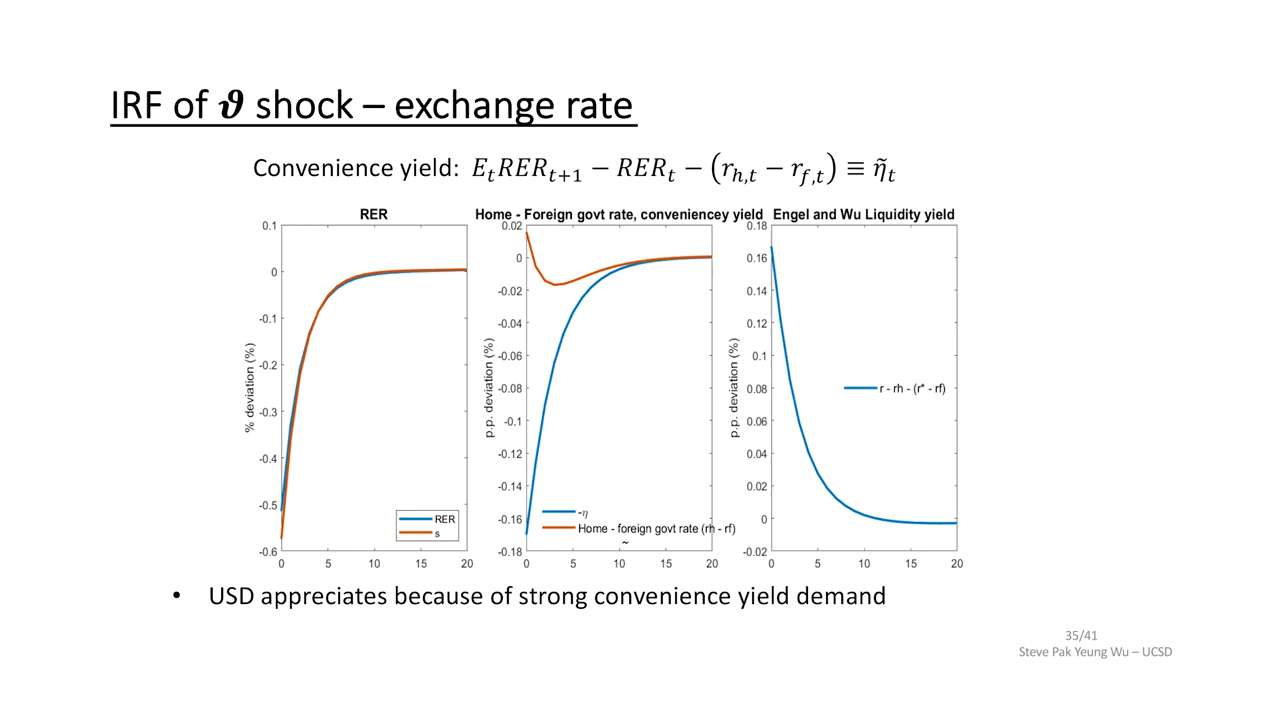 IRF of 𝝑 shock – exchange rate
Convenience yield: E_t RER_{t+1} − RER_t − (r_{h,t} − r_{f,t}) ≡ η̃_t
RER
Home - Foreign govt rate, conveniencey yield
Engel and Wu Liquidity yield
% deviation (%)
0.1
0
-0.1
-0.2
-0.3
-0.4
-0.5
-0.6
0 5 10 15 20
RER
s
p.p. deviation (%)
0.02
0
-0.02
-0.04
-0.06
-0.08
-0.1
-0.12
-0.14
-0.16
-0.18
0 5 10 15 20
-η
Home - foreign govt rate (rh - rf)
~
p.p. deviation (%)
0.18
0.16
0.14
0.12
0.1
0.08
0.06
0.04
0.02
0
-0.02
0 5 10 15 20
r - rh - (r* - rf)
• USD appreciates because of strong convenience yield demand
35/41
Steve Pak Yeung Wu – UCSD